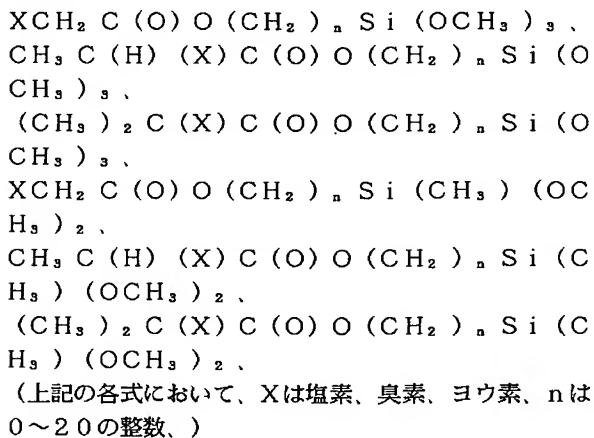 XCH₂C(O)O(CH₂)ₙSi(OCH₃)₃、
CH₃C(H)(X)C(O)O(CH₂)ₙSi(O
CH₃)₃、
(CH₃)₂C(X)C(O)O(CH₂)ₙSi(O
CH₃)₃、
XCH₂C(O)O(CH₂)ₙSi(CH₃)(OC
H₃)₂、
CH₃C(H)(X)C(O)O(CH₂)ₙSi(C
H₃)(OCH₃)₂、
(CH₃)₂C(X)C(O)O(CH₂)ₙSi(C
H₃)(OCH₃)₂、
(上記の各式において、Xは塩素、臭素、ヨウ素、nは
0~20の整数、)